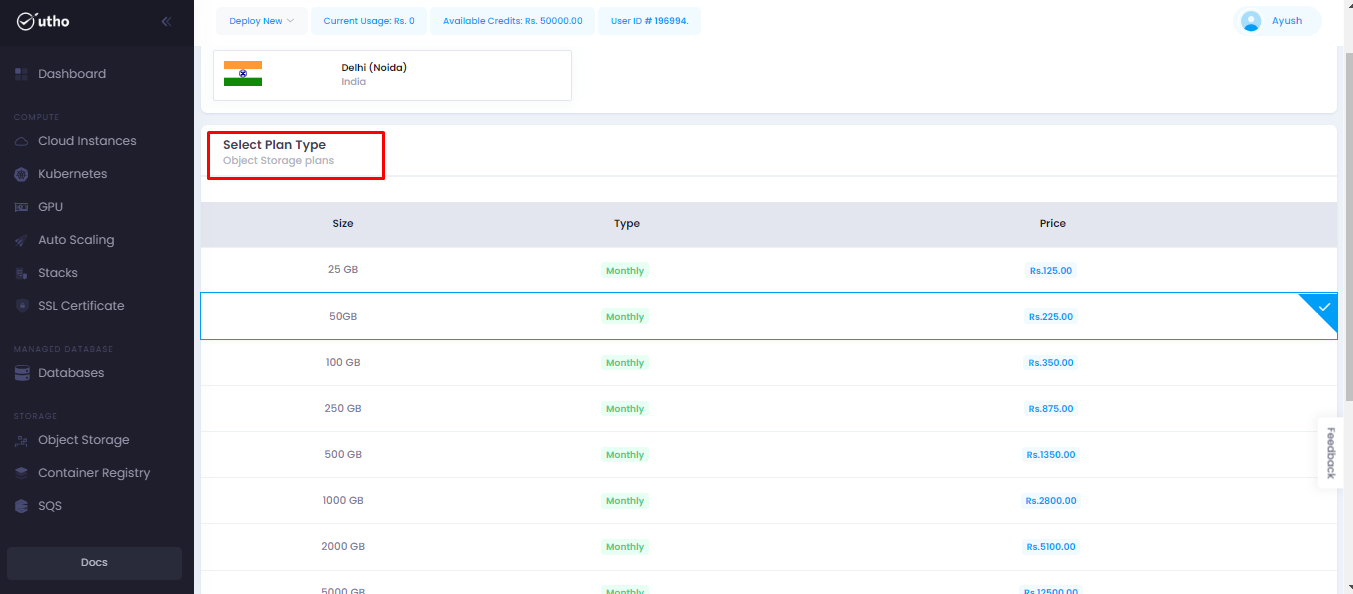 utho
Deploy New
Current Usage: Rs. 0
Available Credits: Rs. 50000.00
User ID # 196994.
Ayush
Dashboard
COMPUTE
Cloud Instances
Kubernetes
GPU
Auto Scaling
Stacks
SSL Certificate
MANAGED DATABASE
Databases
STORAGE
Object Storage
Container Registry
SQS
Docs
Delhi (Noida)
India
Select Plan Type
Object Storage plans
Size Type Price
25 GB Monthly Rs.125.00
50GB Monthly Rs.225.00
100 GB Monthly Rs.350.00
250 GB Monthly Rs.875.00
500 GB Monthly Rs.1350.00
1000 GB Monthly Rs.2800.00
2000 GB Monthly Rs.5100.00
5000 GB Monthly Rs.12500.00
Feedback